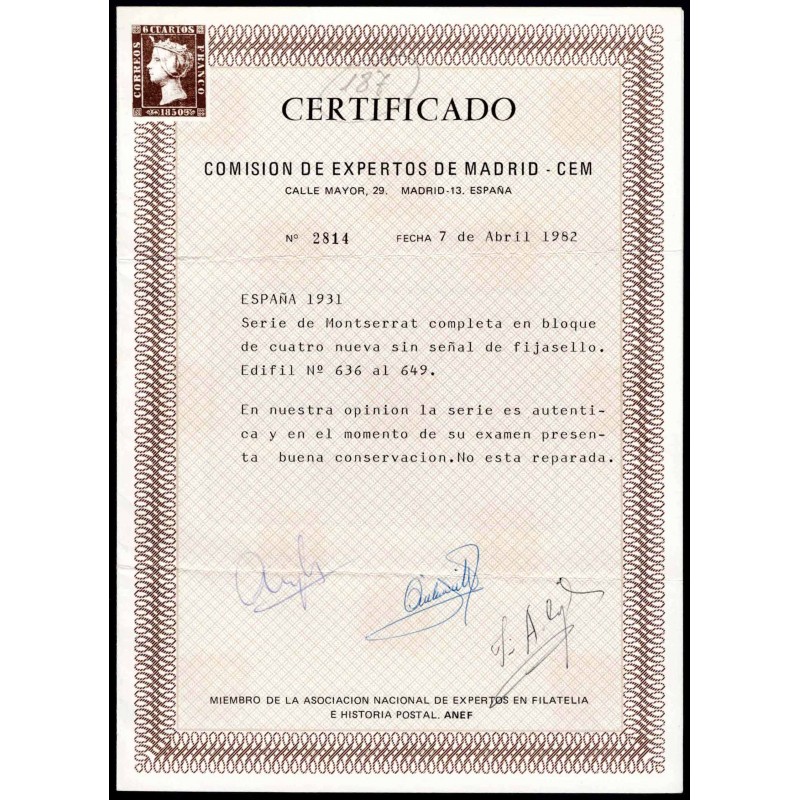 6 CUARTOS
CORREOS
FRANCO
1850
(187)
CERTIFICADO
COMISION DE EXPERTOS DE MADRID - CEM
CALLE MAYOR, 29. MADRID-13. ESPAÑA
Nº 2814 FECHA 7 de Abril 1982
ESPAÑA 1931
Serie de Montserrat completa en bloque
de cuatro nueva sin señal de fijasello.
Edifil Nº 636 al 649.
En nuestra opinion la serie es autenti-
ca y en el momento de su examen presen-
ta buena conservacion.No esta reparada.
MIEMBRO DE LA ASOCIACION NACIONAL DE EXPERTOS EN FILATELIA
E HISTORIA POSTAL. ANEF